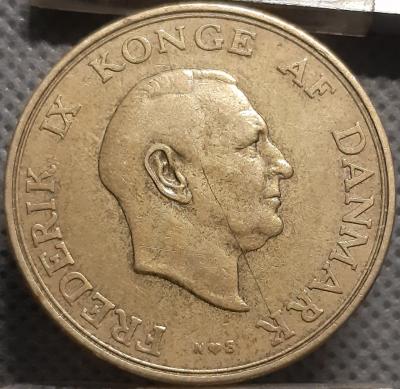 FREDERIK IX KONGE AF DANMARK
N♥S